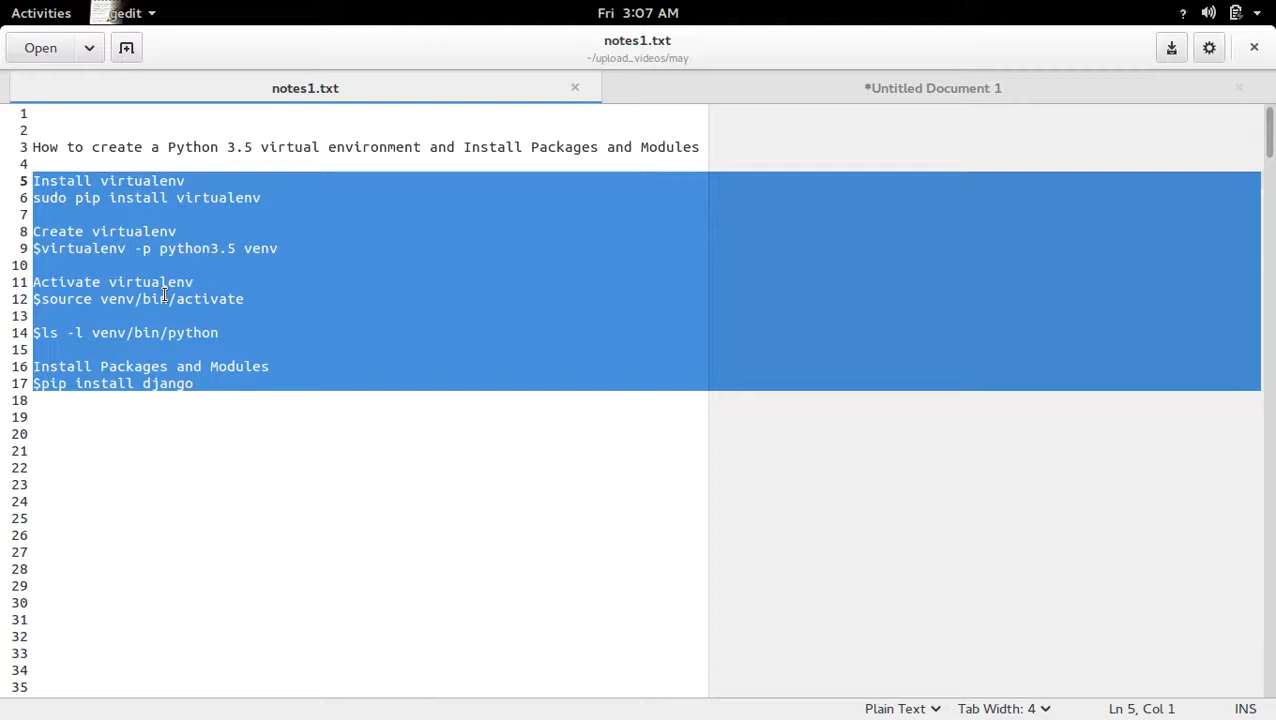 Activities gedit Fri 3:07 AM ?
Open notes1.txt
~/upload_videos/may
notes1.txt *Untitled Document 1
1
2
3 How to create a Python 3.5 virtual environment and Install Packages and Modules
4
5 Install virtualenv
6 sudo pip install virtualenv
7
8 Create virtualenv
9 $virtualenv -p python3.5 venv
10
11 Activate virtualenv
12 $source venv/bin/activate
13
14 $ls -l venv/bin/python
15
16 Install Packages and Modules
17 $pip install django
18
19
20
21
22
23
24
25
26
27
28
29
30
31
32
33
34
35
Plain Text Tab Width: 4 Ln 5, Col 1 INS